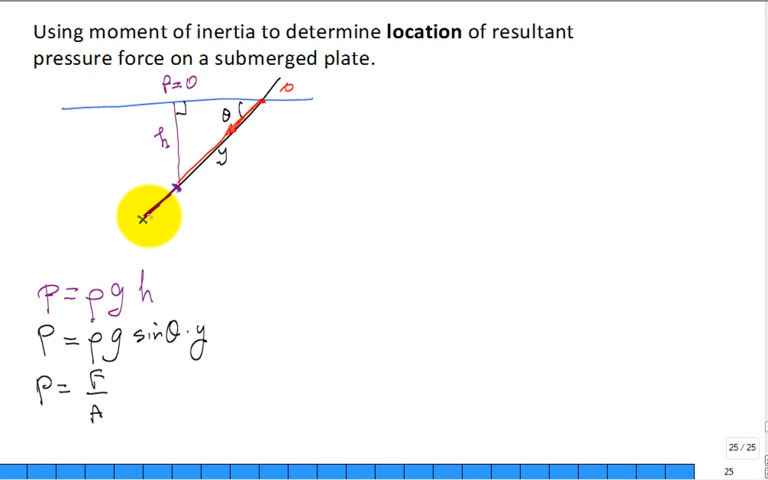 Using moment of inertia to determine location of resultant
pressure force on a submerged plate.
P=0
0
θ
h
y
x
P = ρ g h
P = ρ g sinθ · y
P = F/A
25 / 25
25